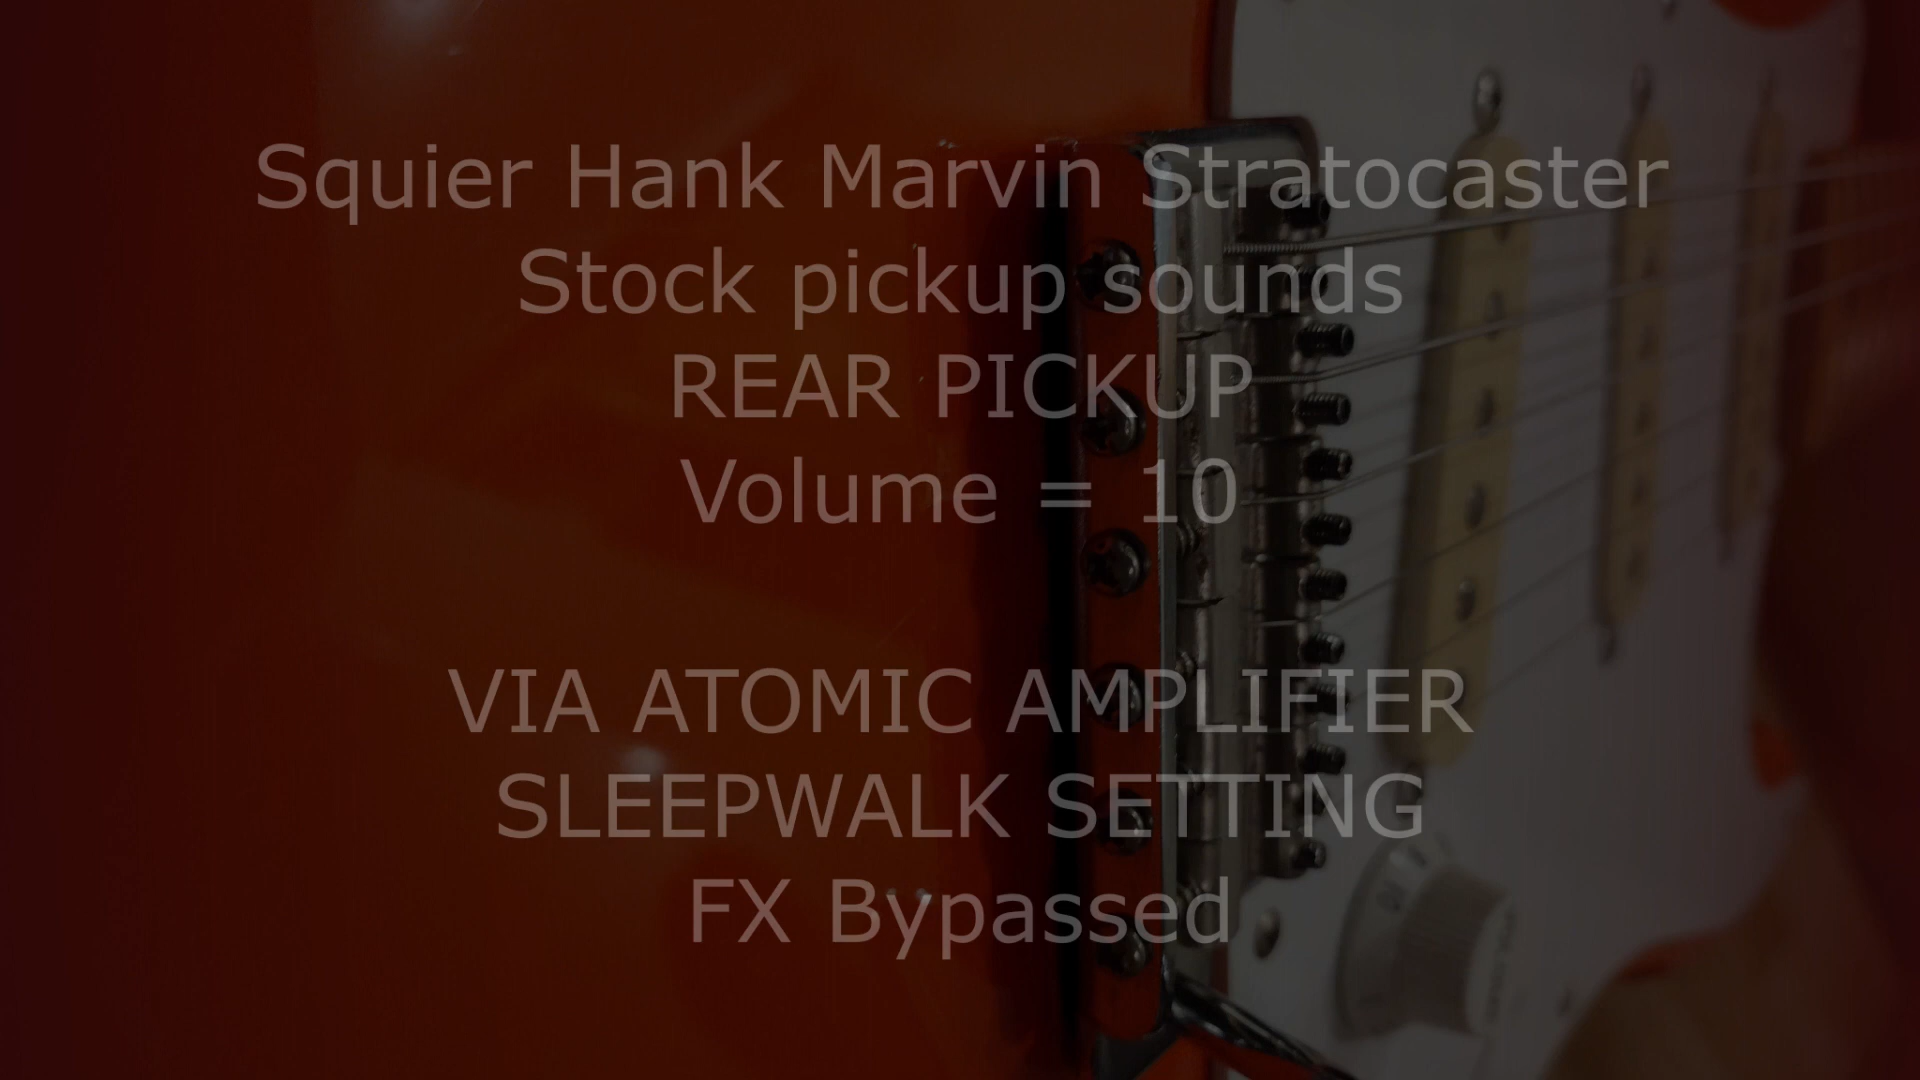 Squier Hank Marvin Stratocaster
Stock pickup sounds
REAR PICKUP
Volume = 10
VIA ATOMIC AMPLIFIER
SLEEPWALK SETTING
FX Bypassed